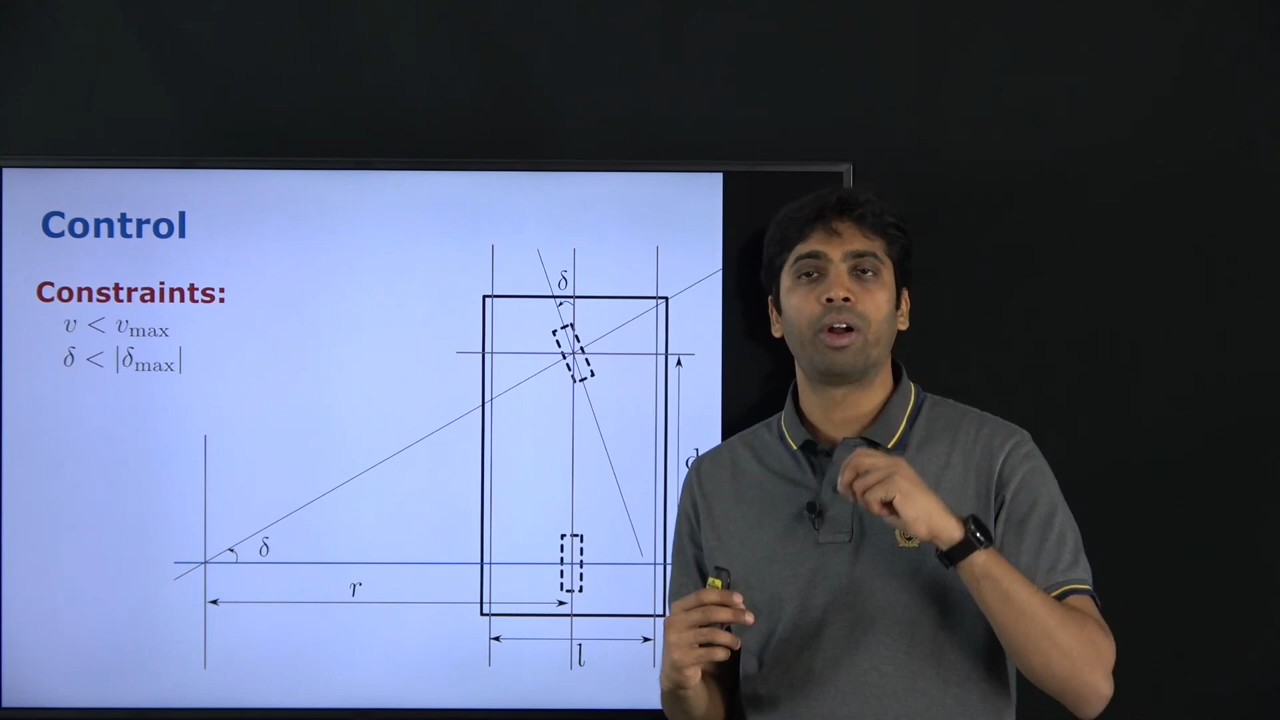 Control
Constraints:
v < v_max
δ < |δ_max|
δ
d
δ
r
l